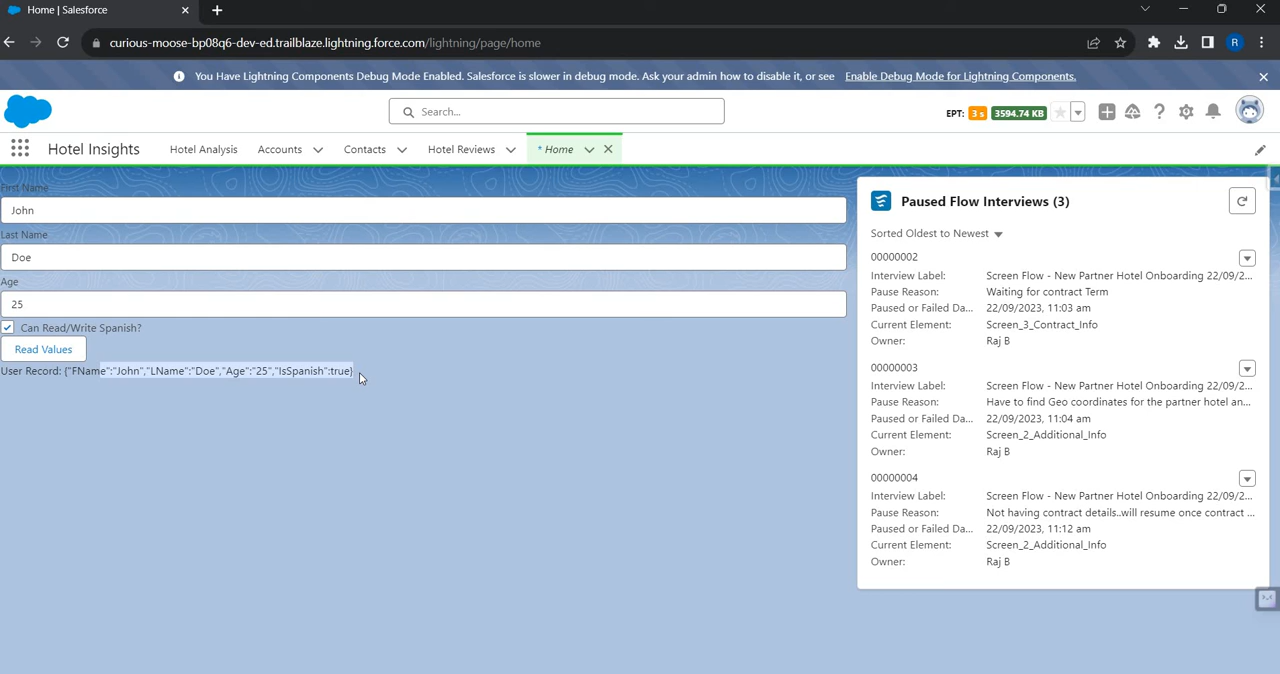 Home | Salesforce
curious-moose-bp08q6-dev-ed.trailblaze.lightning.force.com/lightning/page/home
R
You Have Lightning Components Debug Mode Enabled. Salesforce is slower in debug mode. Ask your admin how to disable it, or see Enable Debug Mode for Lightning Components.
Search...
EPT: 3 s 3594.74 KB
Hotel Insights
Hotel Analysis
Accounts
Contacts
Hotel Reviews
* Home
First Name
John
Last Name
Doe
Age
25
Can Read/Write Spanish?
Read Values
User Record: {"FName":"John","LName":"Doe","Age":"25","IsSpanish":true}
Paused Flow Interviews (3)
Sorted Oldest to Newest
00000002
Interview Label: Screen Flow - New Partner Hotel Onboarding 22/09/2...
Pause Reason: Waiting for contract Term
Paused or Failed Da... 22/09/2023, 11:03 am
Current Element: Screen_3_Contract_Info
Owner: Raj B
00000003
Interview Label: Screen Flow - New Partner Hotel Onboarding 22/09/2...
Pause Reason: Have to find Geo coordinates for the partner hotel an...
Paused or Failed Da... 22/09/2023, 11:04 am
Current Element: Screen_2_Additional_Info
Owner: Raj B
00000004
Interview Label: Screen Flow - New Partner Hotel Onboarding 22/09/2...
Pause Reason: Not having contract details..will resume once contract ...
Paused or Failed Da... 22/09/2023, 11:12 am
Current Element: Screen_2_Additional_Info
Owner: Raj B